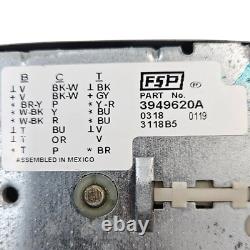 B C T
⊥V BK-W ⊥BK
⊥V BK-W +GY
*BR-Y P *Y-R
*W-BK Y *BU
*W-BK R *BU
⊥T BU ⊥V
⊥T OR ⊥V
*T P *BR
ASSEMBLED IN MEXICO
FSP
PART No.
3949620A
0318 0119
3118B5